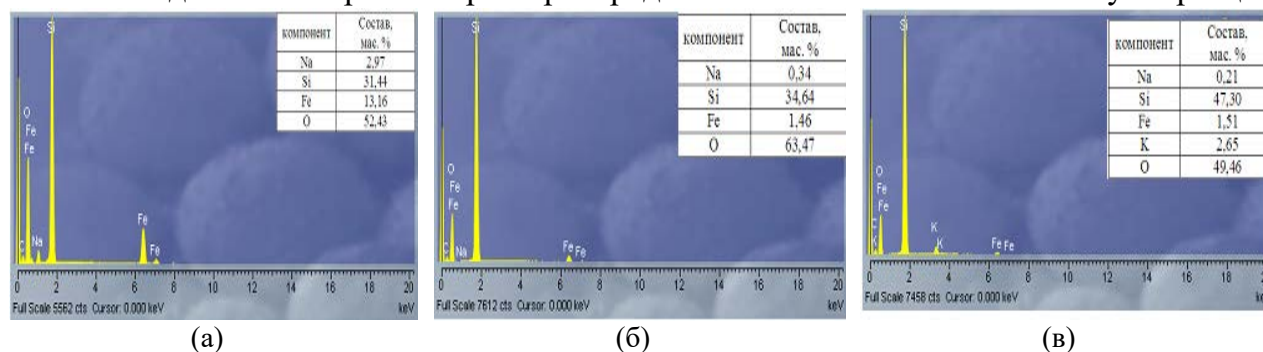 компонент Состав, мас. %
Na 2,97
Si 31,44
Fe 13,16
O 52,43
Si
O
Fe
Fe
C
Na
Fe
Fe
0 2 4 6 8 10 12 14 16 18 20
Full Scale 5562 cts Cursor: 0.000 keV keV
(а)
компонент Состав, мас. %
Na 0,34
Si 34,64
Fe 1,46
O 63,47
Si
O
Fe
Fe
C
Na
Fe
Fe
0 2 4 6 8 10 12 14 16 18 20
Full Scale 7612 cts Cursor: 0.000 keV keV
(б)
компонент Состав, мас. %
Na 0,21
Si 47,30
Fe 1,51
K 2,65
O 49,46
Si
O
Fe
Fe
C
K
K
K
Fe
Fe
0 2 4 6 8 10 12 14 16 18 20
Full Scale 7458 cts Cursor: 0.000 keV keV
(в)